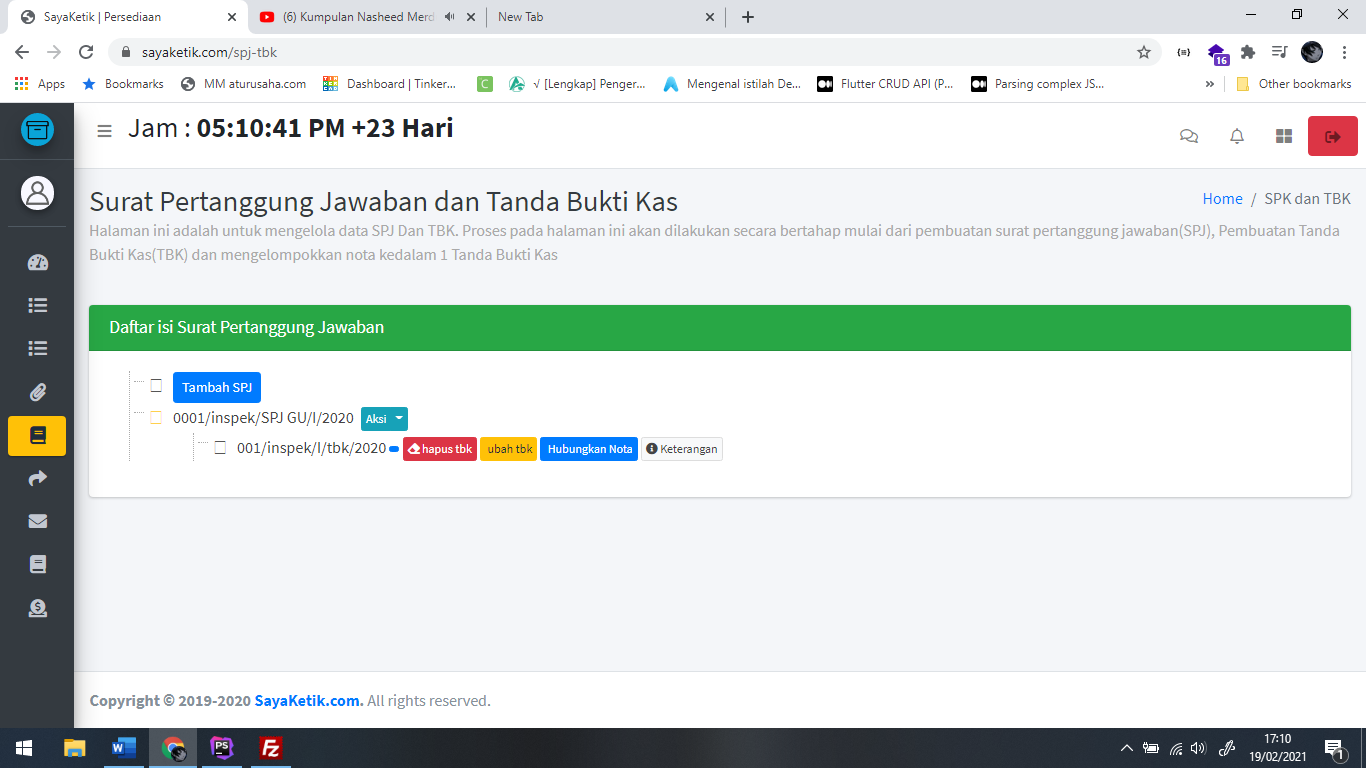 SayaKetik | Persediaan
(6) Kumpulan Nasheed Merd
New Tab
sayaketik.com/spj-tbk
16
Apps
Bookmarks
MM aturusaha.com
Dashboard | Tinker...
C
√ [Lengkap] Penger...
Mengenal istilah De...
Flutter CRUD API (P...
Parsing complex JS...
»
Other bookmarks
Jam : 05:10:41 PM +23 Hari
Surat Pertanggung Jawaban dan Tanda Bukti Kas
Home / SPK dan TBK
Halaman ini adalah untuk mengelola data SPJ Dan TBK. Proses pada halaman ini akan dilakukan secara bertahap mulai dari pembuatan surat pertanggung jawaban(SPJ), Pembuatan Tanda
Bukti Kas(TBK) dan mengelompokkan nota kedalam 1 Tanda Bukti Kas
Daftar isi Surat Pertanggung Jawaban
Tambah SPJ
0001/inspek/SPJ GU/I/2020 Aksi
001/inspek/I/tbk/2020 hapus tbk ubah tbk Hubungkan Nota Keterangan
Copyright © 2019-2020 SayaKetik.com. All rights reserved.
W
PS
Fz
17:10
19/02/2021
1